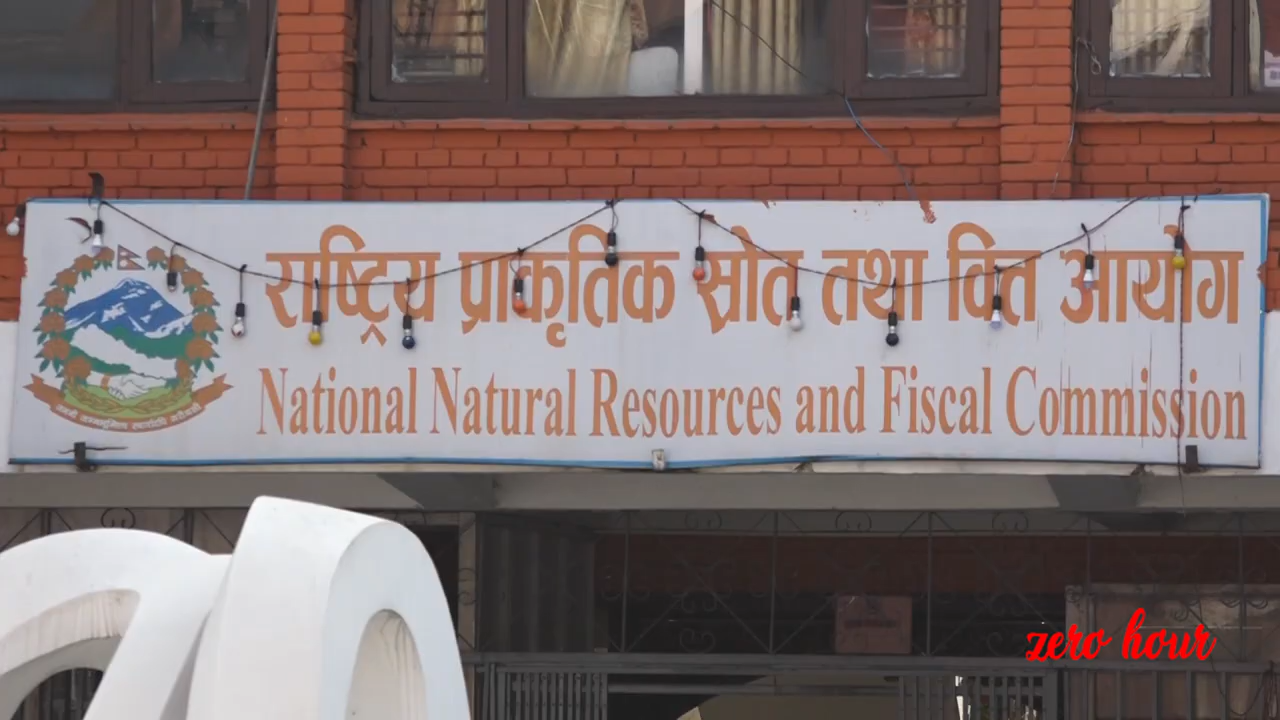 राष्ट्रिय प्राकृतिक स्रोत तथा वित्त आयोग
National Natural Resources and Fiscal Commission
zero hour